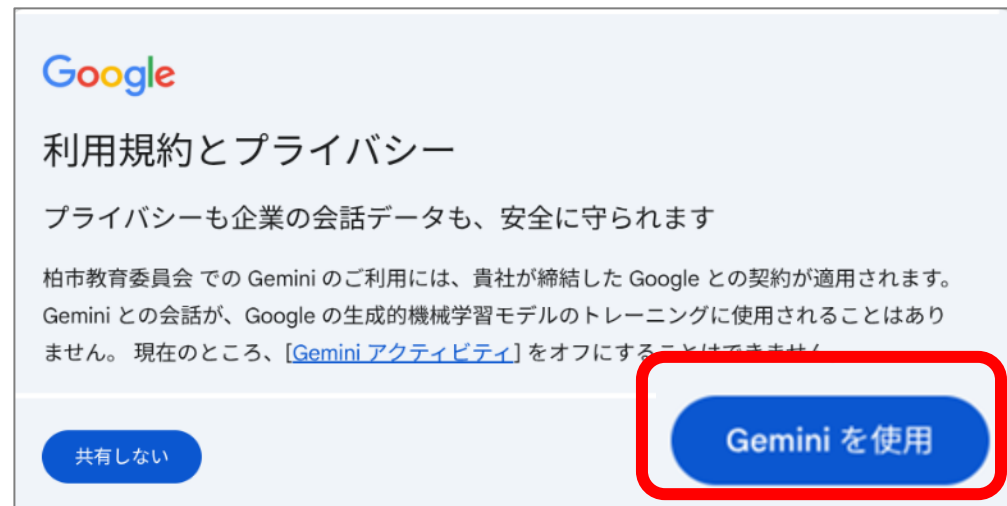 Google
利用規約とプライバシー
プライバシーも企業の会話データも、安全に守られます
柏市教育委員会 での Gemini のご利用には、貴社が締結した Google との契約が適用されます。
Gemini との会話が、Google の生成的機械学習モデルのトレーニングに使用されることはあり
ません。 現在のところ、[Gemini アクティビティ] をオフにすることはできません
共有しない
Gemini を使用